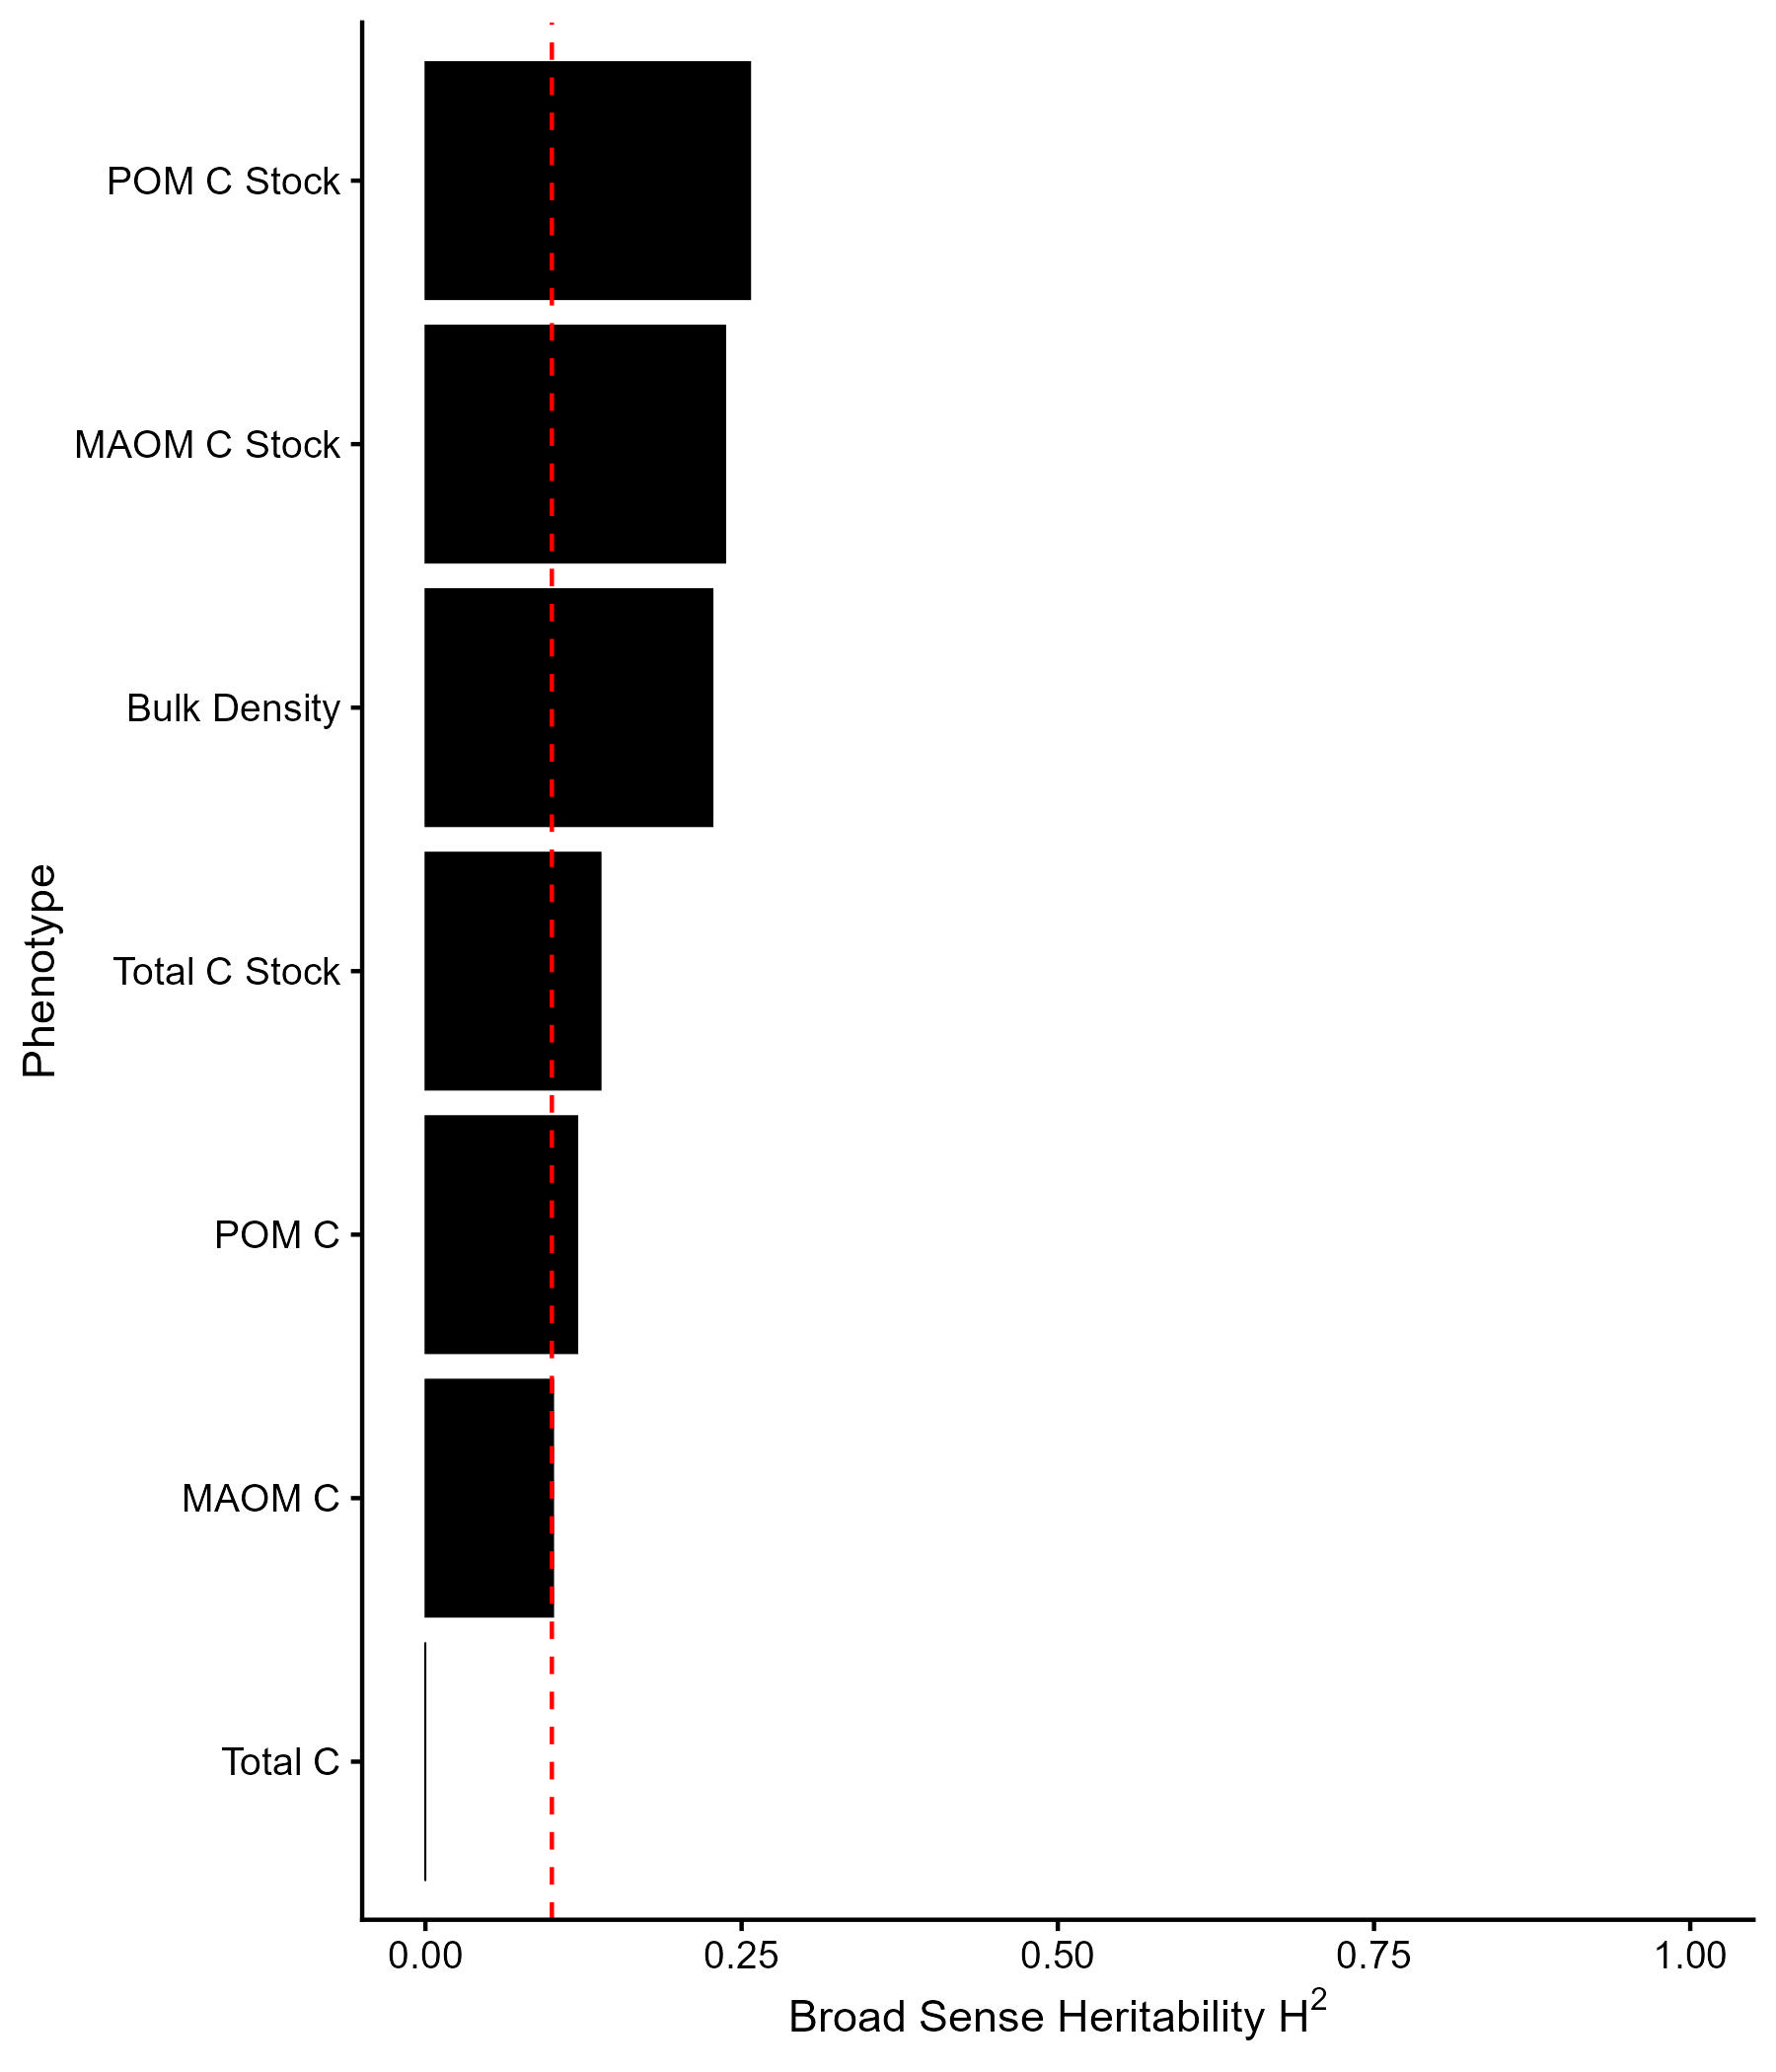 POM C Stock
MAOM C Stock
Bulk Density
Total C Stock
POM C
MAOM C
Total C
Phenotype
0.00 0.25 0.50 0.75 1.00
Broad Sense Heritability H²